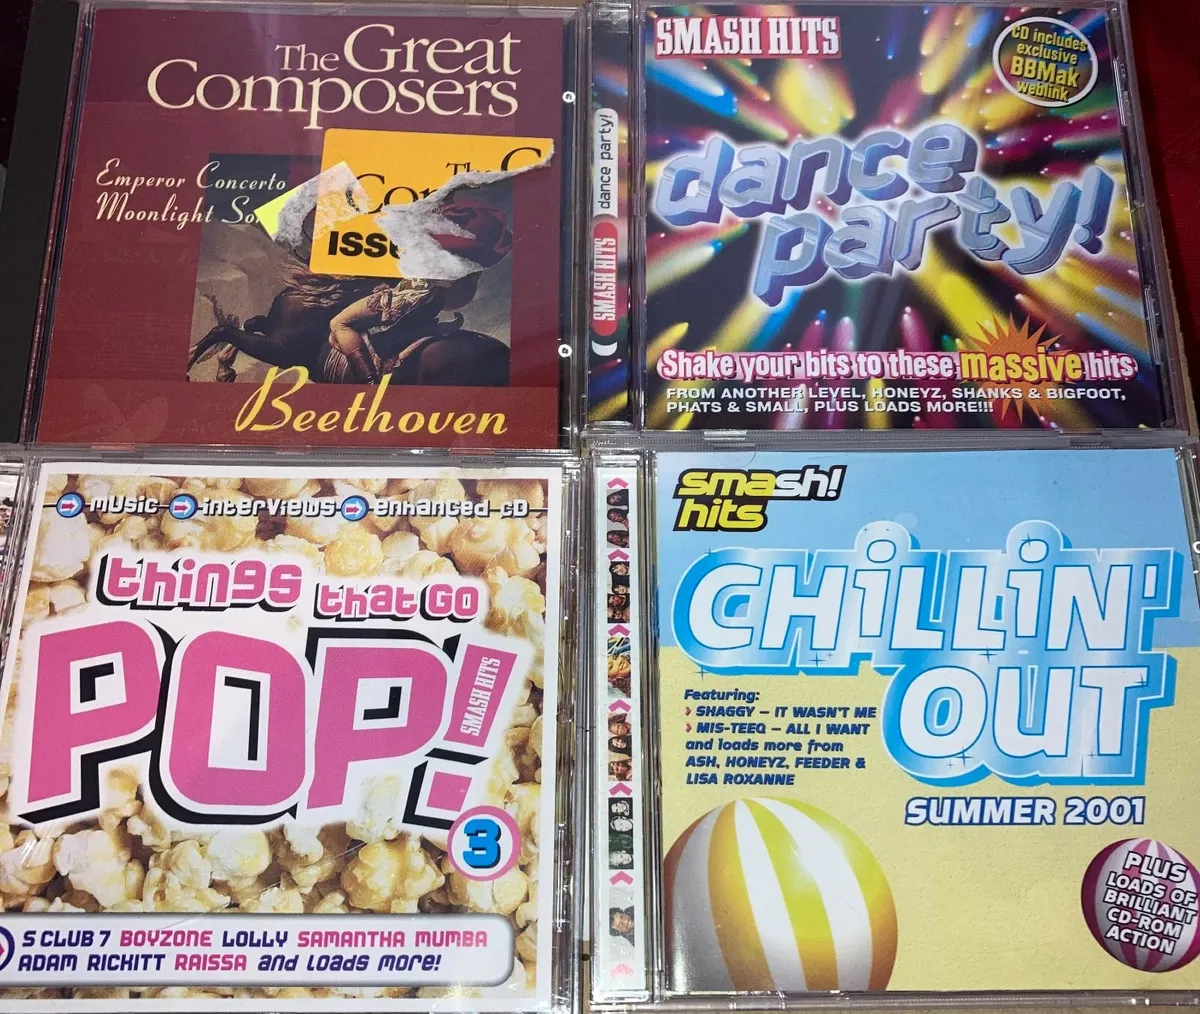 The Great
Composers
Emperor Concerto
Moonlight So
The G
Com
ISSU
Beethoven
SMASH HITS
dance party!
SMASH HITS
CD includes
exclusive
BBMak
weblink
dance
party!
Shake your bits to these massive hits
FROM ANOTHER LEVEL, HONEYZ, SHANKS & BIGFOOT,
PHATS & SMALL, PLUS LOADS MORE!!!
music interviews enhanced CD
things that GO
POP!
SMASH HITS
3
S CLUB 7 BOYZONE LOLLY SAMANTHA MUMBA
ADAM RICKITT RAISSA and loads more!
smash!
hits
CHiLLiN'
OUT
Featuring:
SHAGGY – IT WASN'T ME
MIS-TEEQ – ALL I WANT
and loads more from
ASH, HONEYZ, FEEDER &
LISA ROXANNE
SUMMER 2001
PLUS
LOADS OF
BRILLIANT
CD-ROM
ACTION